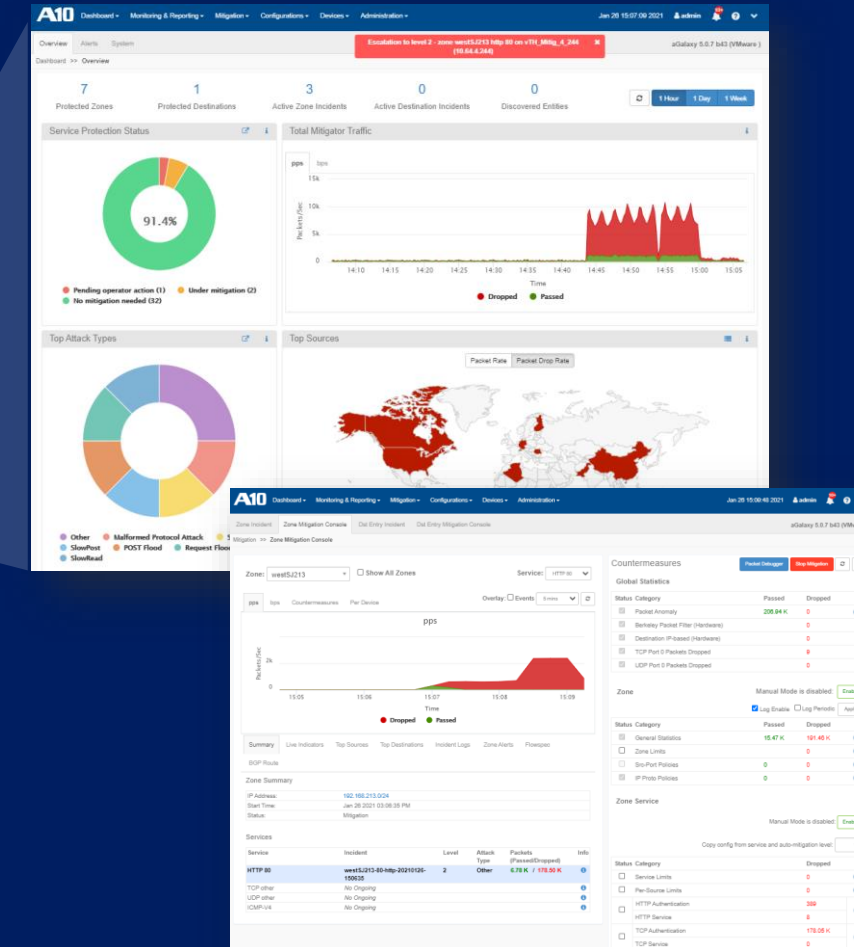 A10 Dashboard Monitoring & Reporting Mitigation Configurations Devices Administration Jan 26 15:07:09 2021 admin
Overview Alerts System
Escalation to level 2 - zone westSJ213 http 80 on vTH_Mitig_4_244 (10.64.4.244)
aGalaxy 5.0.7 b43 (VMware )
Dashboard >> Overview
7 1 3 0 0
Protected Zones Protected Destinations Active Zone Incidents Active Destination Incidents Discovered Entities
1 Hour 1 Day 1 Week
Service Protection Status
91.4%
Pending operator action (1) Under mitigation (2)
No mitigation needed (32)
Total Mitigator Traffic
pps bps
15k
10k
5k
0
Packets/Sec
14:10 14:15 14:20 14:25 14:30 14:35 14:40 14:45 14:50 14:55 15:00 15:05
Time
Dropped Passed
Top Attack Types
Other Malformed Protocol Attack
SlowPost POST Flood Request Flood
SlowRead
Top Sources
Packet Rate Packet Drop Rate
A10 Dashboard Monitoring & Reporting Mitigation Configurations Devices Administration Jan 26 15:09:48 2021 admin
Zone Incident Zone Mitigation Console Dst Entry Incident Dst Entry Mitigation Console
aGalaxy 5.0.7 b43
Mitigation >> Zone Mitigation Console
Zone: westSJ213 Show All Zones Service: HTTP 80
pps bps Countermeasures Per Device Overlay: Events 5 mins
pps
2k
0
Packets/Sec
15:05 15:06 15:07 15:08 15:09
Time
Dropped Passed
Summary Live Indicators Top Sources Top Destinations Incident Logs Zone Alerts Flowspec
BGP Route
Zone Summary
IP Address: 192.168.213.0/24
Start Time: Jan 26 2021 03:06:35 PM
Status: Mitigation
Services
Service Incident Level Attack Type Packets (Passed/Dropped) Info
HTTP 80 westSJ213-80-http-20210126-150635 2 Other 6.78 K / 178.50 K
TCP other No Ongoing
UDP other No Ongoing
ICMP-V4 No Ongoing
Countermeasures Packet Debugger Stop Mitigation
Global Statistics
Status Category Passed Dropped
Packet Anomaly 206.94 K 0
Berkeley Packet Filter (Hardware) 0
Destination IP-based (Hardware) 0
TCP Port 0 Packets Dropped 8
UDP Port 0 Packets Dropped 0
Zone Manual Mode is disabled:
Log Enable Log Periodic
Status Category Passed Dropped
General Statistics 16.47 K 191.46 K
Zone Limits 0
Src-Port Policies 0 0
IP Proto Policies 0 0
Zone Service
Manual Mode is disabled:
Copy config from service and auto-mitigation level:
Status Category Dropped
Service Limits 0
Per-Source Limits 0
HTTP Authentication 389
HTTP Service 8
TCP Authentication 178.05 K
TCP Service 0